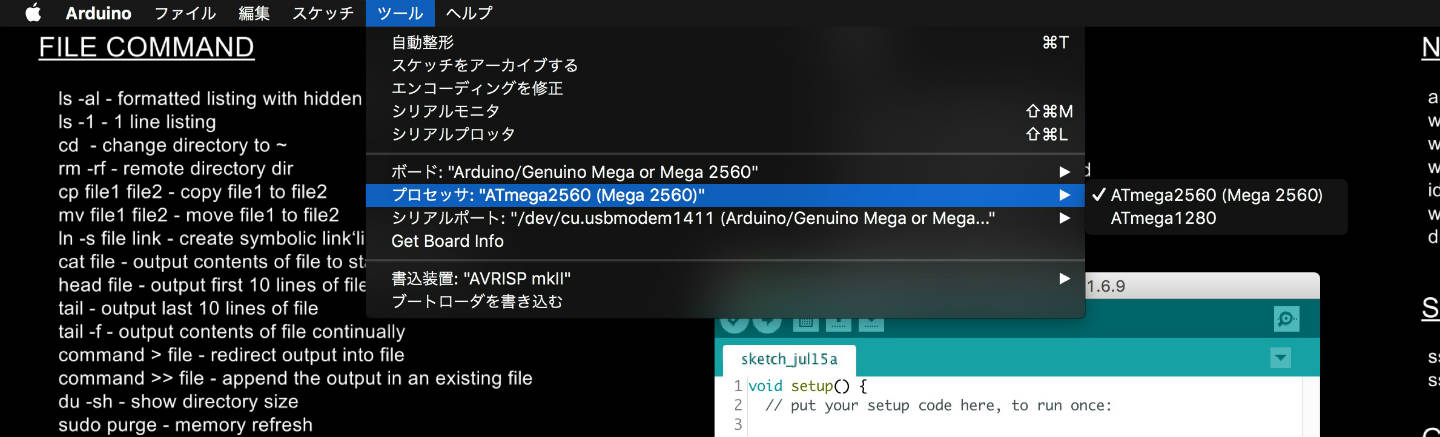 Arduino ファイル 編集 スケッチ ツール ヘルプ
FILE COMMAND
ls -al - formatted listing with hidden
ls -1 - 1 line listing
cd - change directory to ~
rm -rf - remote directory dir
cp file1 file2 - copy file1 to file2
mv file1 file2 - move file1 to file2
ln -s file link - create symbolic link‘li
cat file - output contents of file to sta
head file - output first 10 lines of file
tail - output last 10 lines of file
tail -f - output contents of file continually
command > file - redirect output into file
command >> file - append the output in an existing file
du -sh - show directory size
sudo purge - memory refresh
自動整形 ⌘T
スケッチをアーカイブする
エンコーディングを修正
シリアルモニタ ⇧⌘M
シリアルプロッタ ⇧⌘L
ボード: "Arduino/Genuino Mega or Mega 2560" ▶
プロセッサ: "ATmega2560 (Mega 2560)" ▶
シリアルポート: "/dev/cu.usbmodem1411 (Arduino/Genuino Mega or Mega..." ▶
Get Board Info
書込装置: "AVRISP mkII" ▶
ブートローダを書き込む
✓ ATmega2560 (Mega 2560)
ATmega1280
1.6.9
sketch_jul15a
1 void setup() {
2 // put your setup code here, to run once:
3